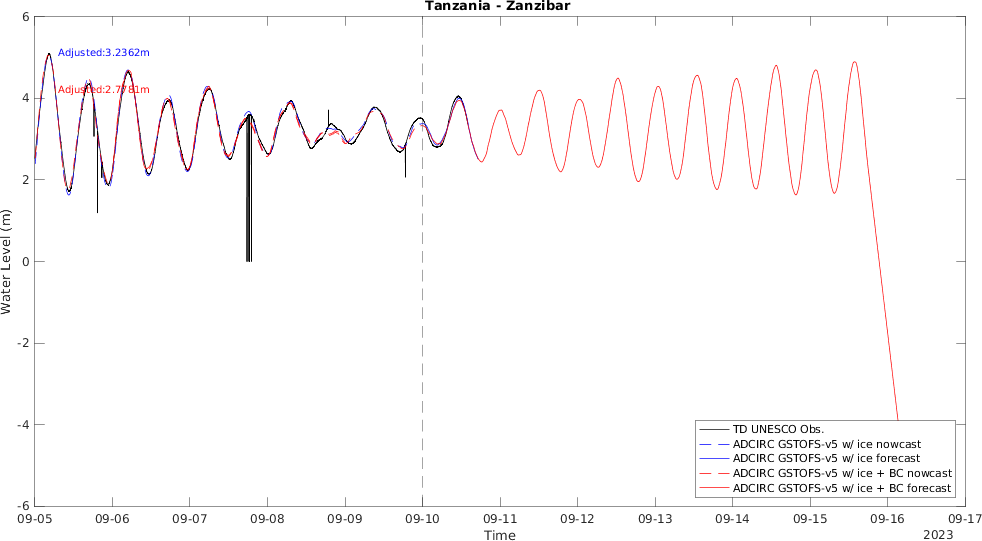 Tanzania - Zanzibar
6
4
2
0
-2
-4
-6
Water Level (m)
Adjusted:3.2362m
Adjusted:2.7781m
TD UNESCO Obs.
ADCIRC GSTOFS-v5 w/ ice nowcast
ADCIRC GSTOFS-v5 w/ ice forecast
ADCIRC GSTOFS-v5 w/ ice + BC nowcast
ADCIRC GSTOFS-v5 w/ ice + BC forecast
09-05 09-06 09-07 09-08 09-09 09-10 09-11 09-12 09-13 09-14 09-15 09-16 09-17
Time
2023